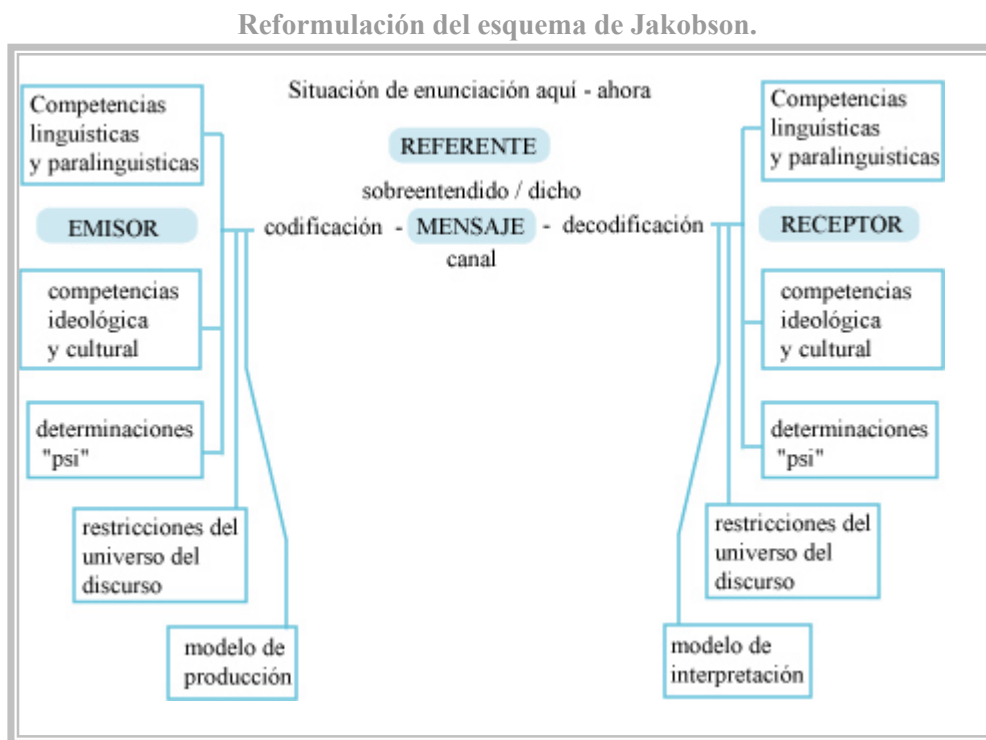 Reformulación del esquema de Jakobson.
Situación de enunciación aquí - ahora
REFERENTE
sobreentendido / dicho
codificación - MENSAJE - decodificación
canal
Competencias
linguísticas
y paralinguisticas
EMISOR
competencias
ideológica
y cultural
determinaciones
"psi"
restricciones del
universo del
discurso
modelo de
producción
Competencias
linguísticas
y paralinguisticas
RECEPTOR
competencias
ideológica
y cultural
determinaciones
"psi"
restricciones del
universo del
discurso
modelo de
interpretación